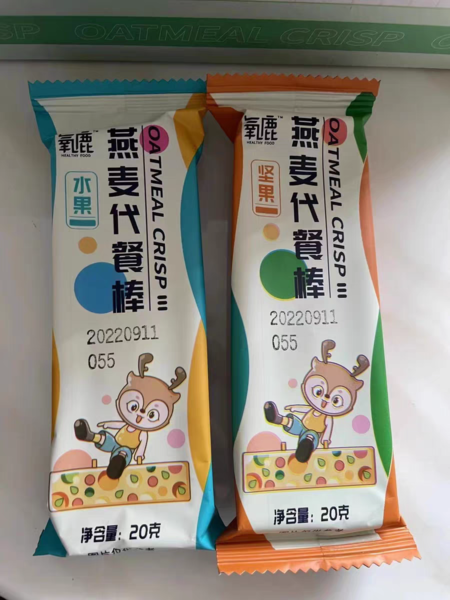 OATMEAL CRISP
OATMEAL CRISP
氧鹿
HEALTHY FOOD
燕麦代餐棒
OATMEAL CRISP
水果
20220911
055
净含量: 20克
氧鹿
HEALTHY FOOD
燕麦代餐棒
OATMEAL CRISP
坚果
20220911
055
净含量: 20克